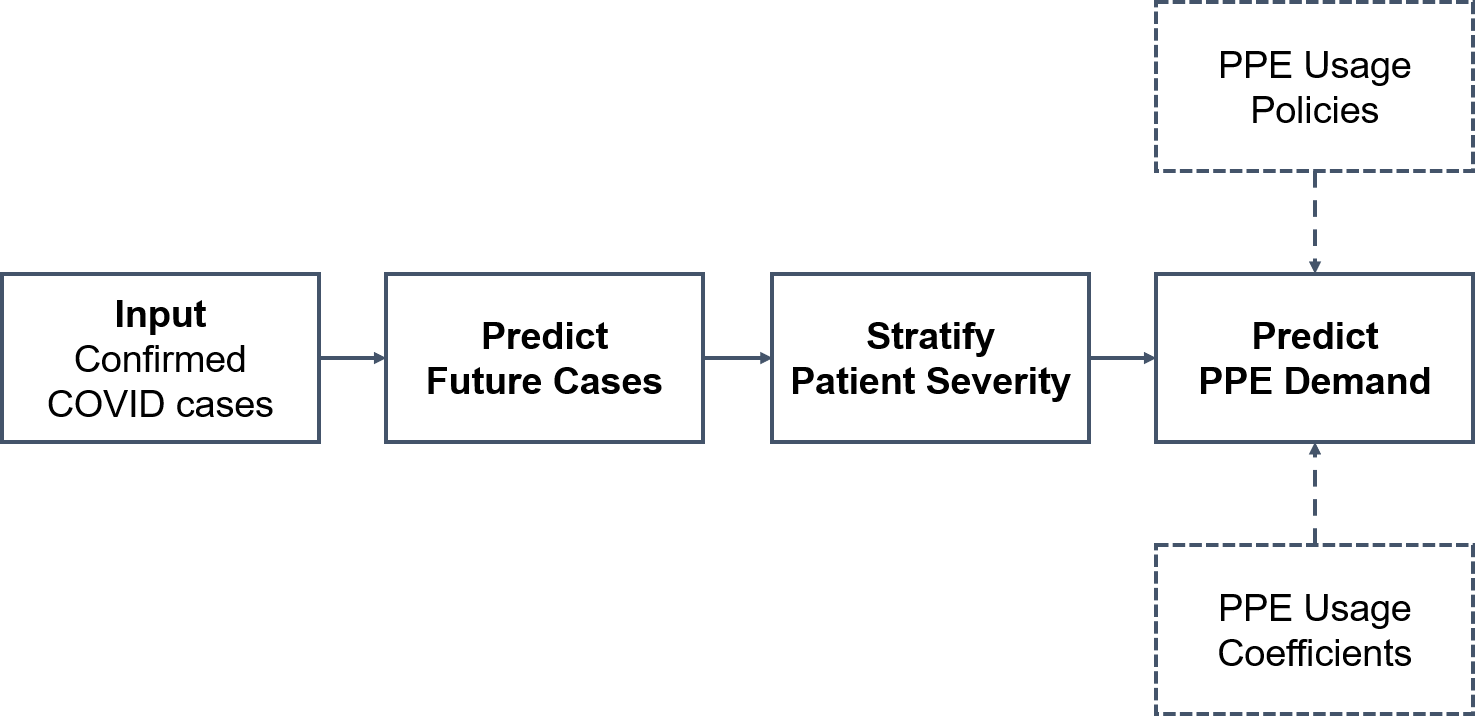 PPE Usage
Policies
Input
Confirmed
COVID cases
Predict
Future Cases
Stratify
Patient Severity
Predict
PPE Demand
PPE Usage
Coefficients